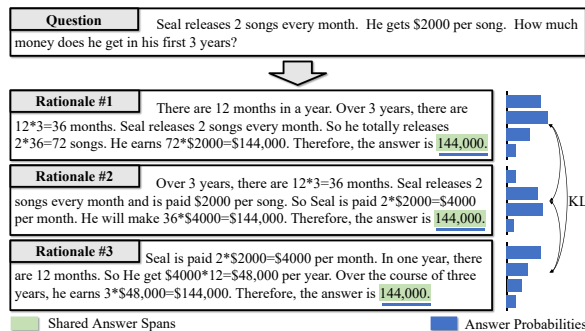 Question
Seal releases 2 songs every month. He gets $2000 per song. How much
money does he get in his first 3 years?
Rationale #1
There are 12 months in a year. Over 3 years, there are
12*3=36 months. Seal releases 2 songs every month. So he totally releases
2*36=72 songs. He earns 72*$2000=$144,000. Therefore, the answer is 144,000.
Rationale #2
Over 3 years, there are 12*3=36 months. Seal releases 2
songs every month and is paid $2000 per song. So Seal is paid 2*$2000=$4000
per month. He will make 36*$4000=$144,000. Therefore, the answer is 144,000.
KL
Rationale #3
Seal is paid 2*$2000=$4000 per month. In one year, there
are 12 months. So He get $4000*12=$48,000 per year. Over the course of three
years, he earns 3*$48,000=$144,000. Therefore, the answer is 144,000.
Shared Answer Spans
Answer Probabilities